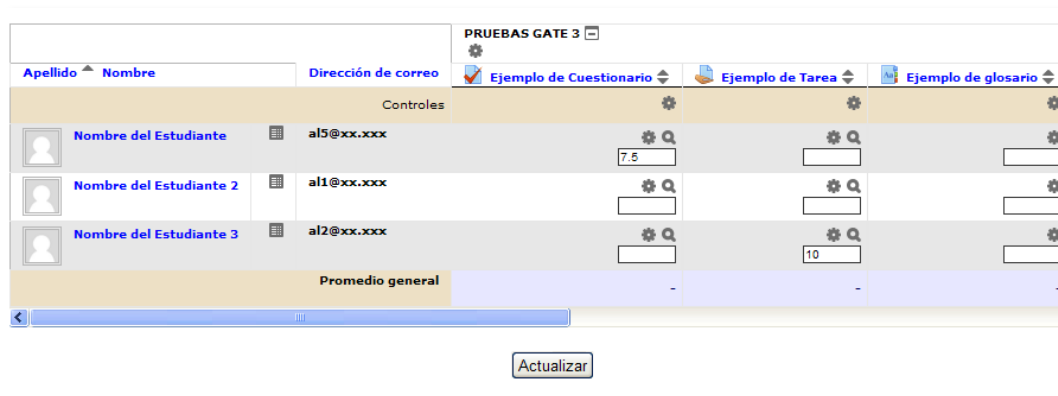 PRUEBAS GATE 3
Apellido Nombre Dirección de correo Ejemplo de Cuestionario Ejemplo de Tarea Ejemplo de glosario
Controles
Nombre del Estudiante al5@xx.xxx
7.5
Nombre del Estudiante 2 al1@xx.xxx
Nombre del Estudiante 3 al2@xx.xxx
10
Promedio general - - -
Actualizar